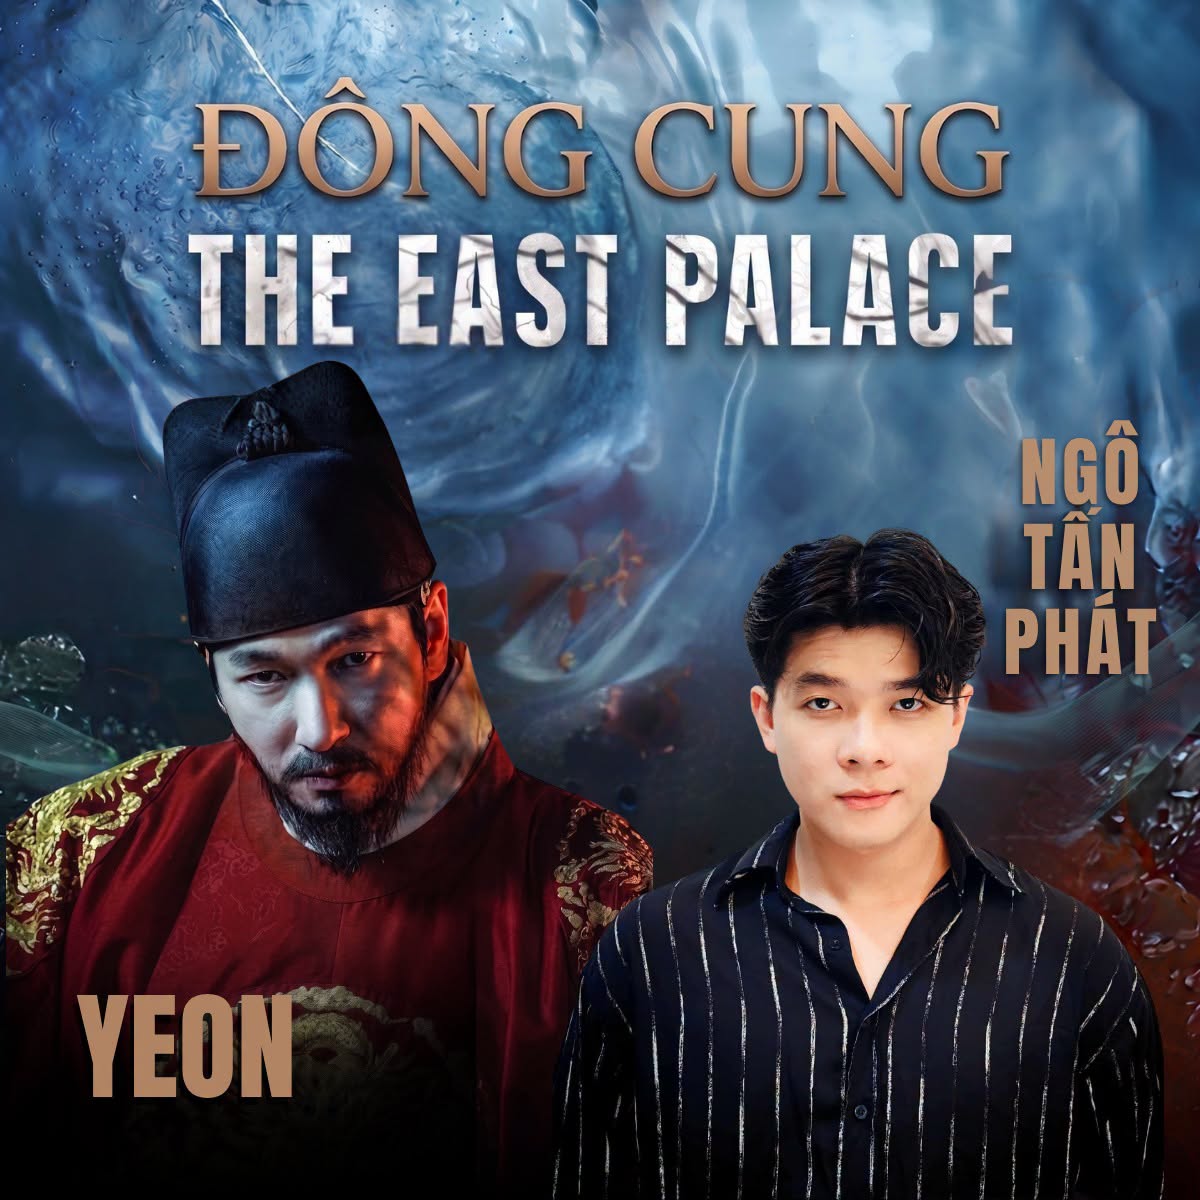 ĐÔNG CUNG
THE EAST PALACE
NGÔ
TẤN
PHÁT
YEON